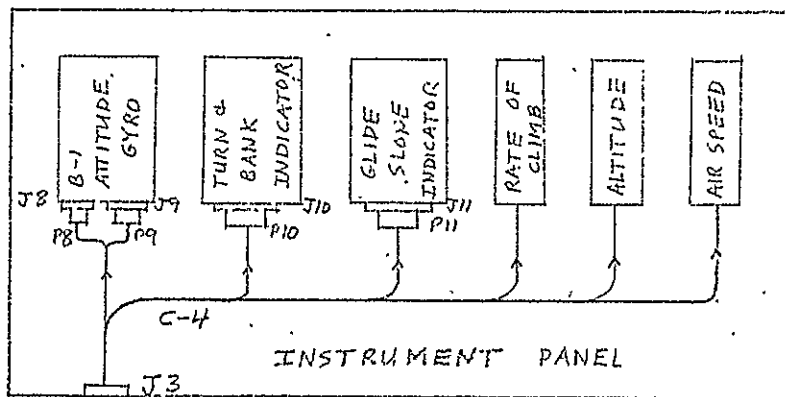 B-1
ATTITUDE
GYRO
TURN &
BANK
INDICATOR
GLIDE
SLOPE
INDICATOR
RATE OF
CLIMB
ALTITUDE
AIR SPEED
J8
J9
J10
J11
P8
P9
P10
P11
C-4
INSTRUMENT PANEL
J3